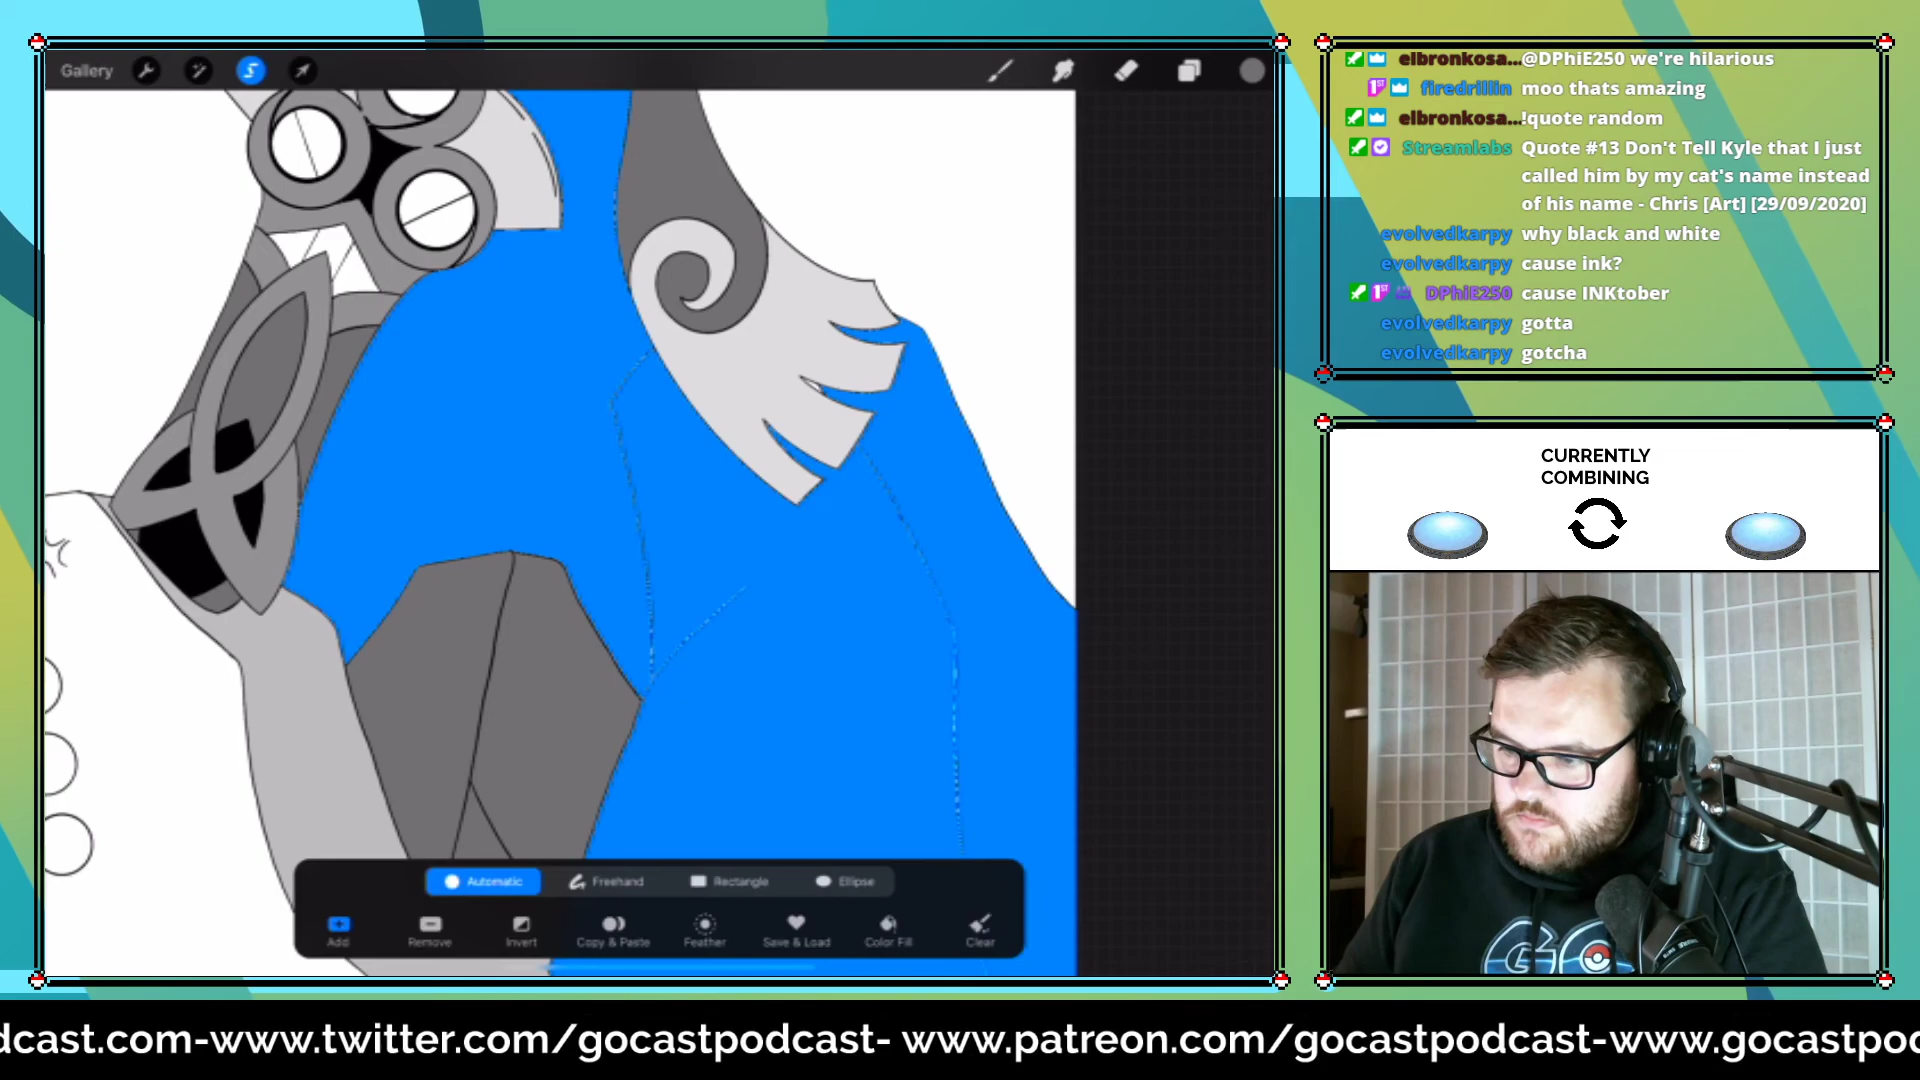 Gallery
elbronkosa...@DPhiE250 we're hilarious
firedrillin moo thats amazing
elbronkosa...!quote random
Streamlabs Quote #13 Don't Tell Kyle that I just
called him by my cat's name instead
of his name - Chris [Art] [29/09/2020]
evolvedkarpy why black and white
evolvedkarpy cause ink?
DPhiE250 cause INKtober
evolvedkarpy gotta
evolvedkarpy gotcha
CURRENTLY
COMBINING
Automatic Freehand Rectangle Ellipse
Add Remove Invert Copy & Paste Feather Save & Load Color Fill Clear
GO
dcast.com-www.twitter.com/gocastpodcast- www.patreon.com/gocastpodcast-www.gocastpod